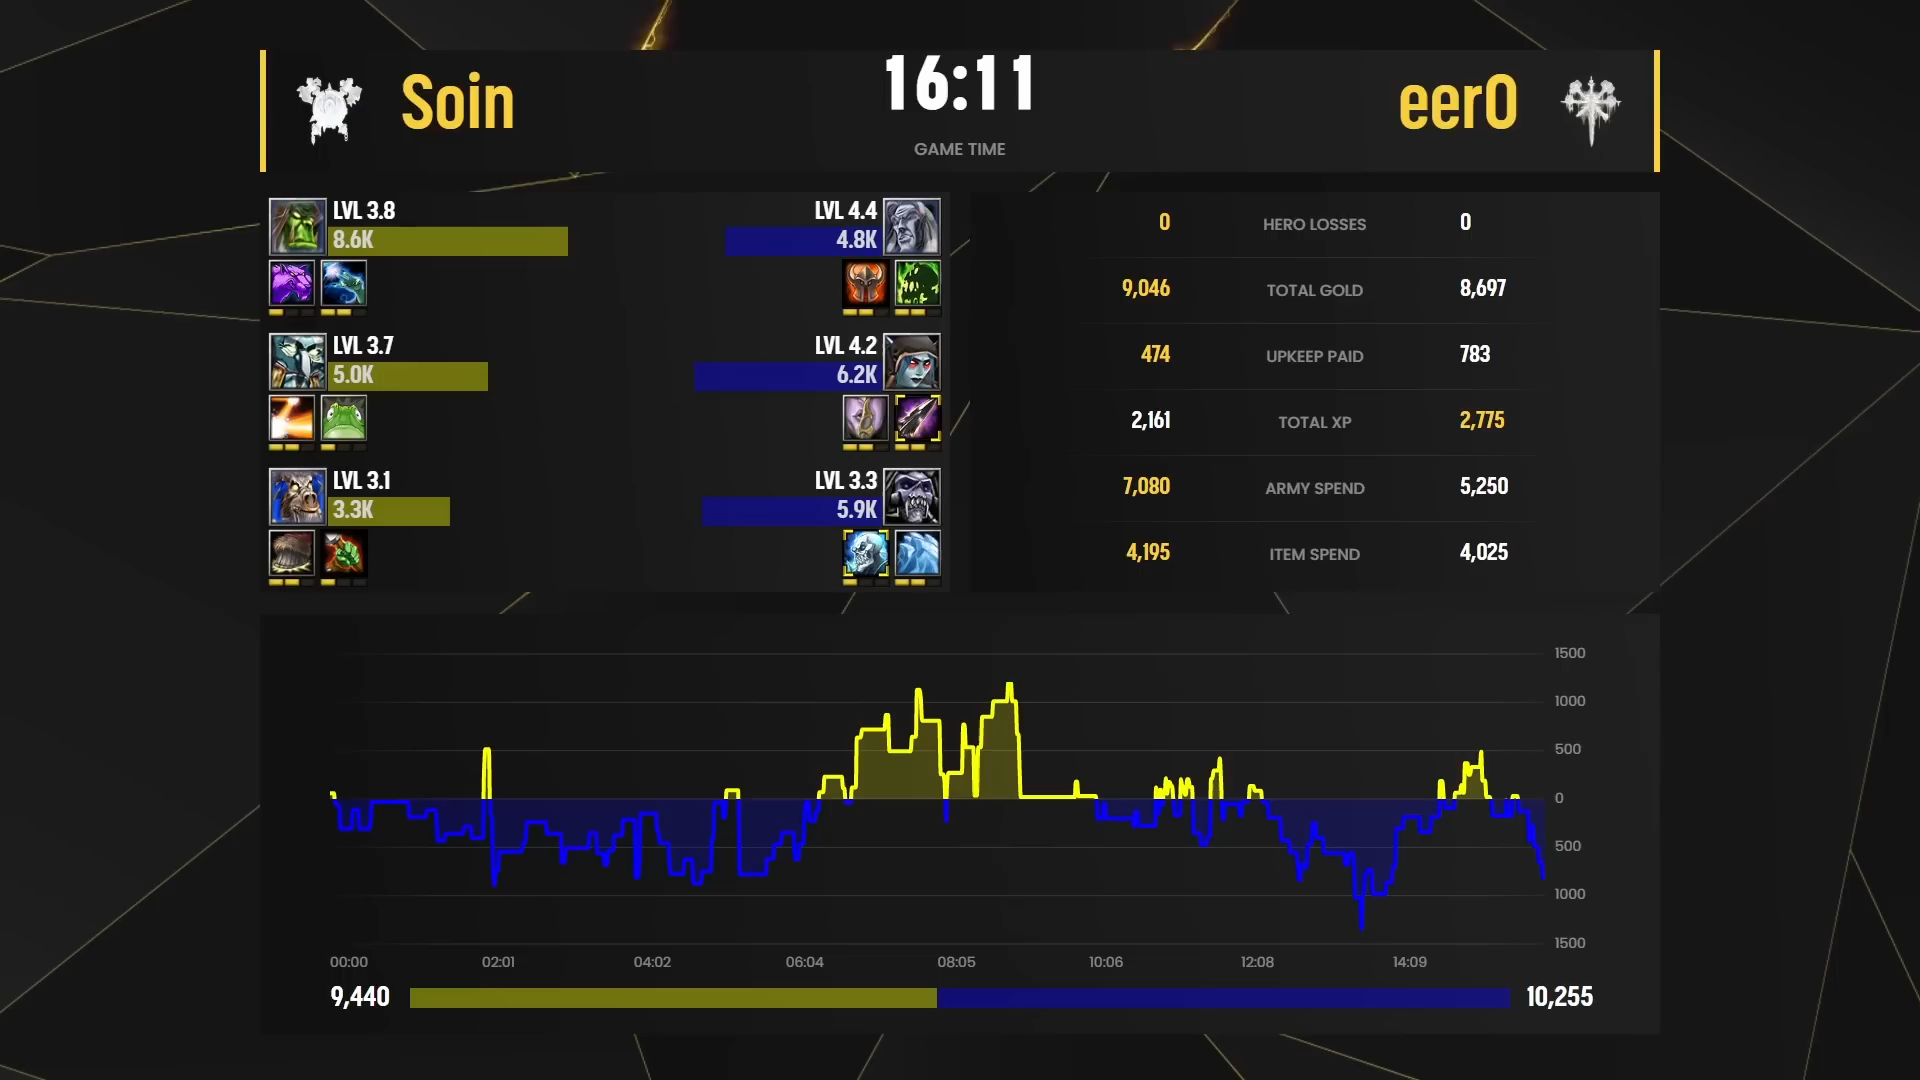 Soin
16:11
GAME TIME
eer0
LVL 3.8
8.6K
LVL 4.4
4.8K
LVL 3.7
5.0K
LVL 4.2
6.2K
LVL 3.1
3.3K
LVL 3.3
5.9K
0 HERO LOSSES 0
9,046 TOTAL GOLD 8,697
474 UPKEEP PAID 783
2,161 TOTAL XP 2,775
7,080 ARMY SPEND 5,250
4,195 ITEM SPEND 4,025
1500
1000
500
0
500
1000
1500
00:00 02:01 04:02 06:04 08:05 10:06 12:08 14:09
9,440 10,255